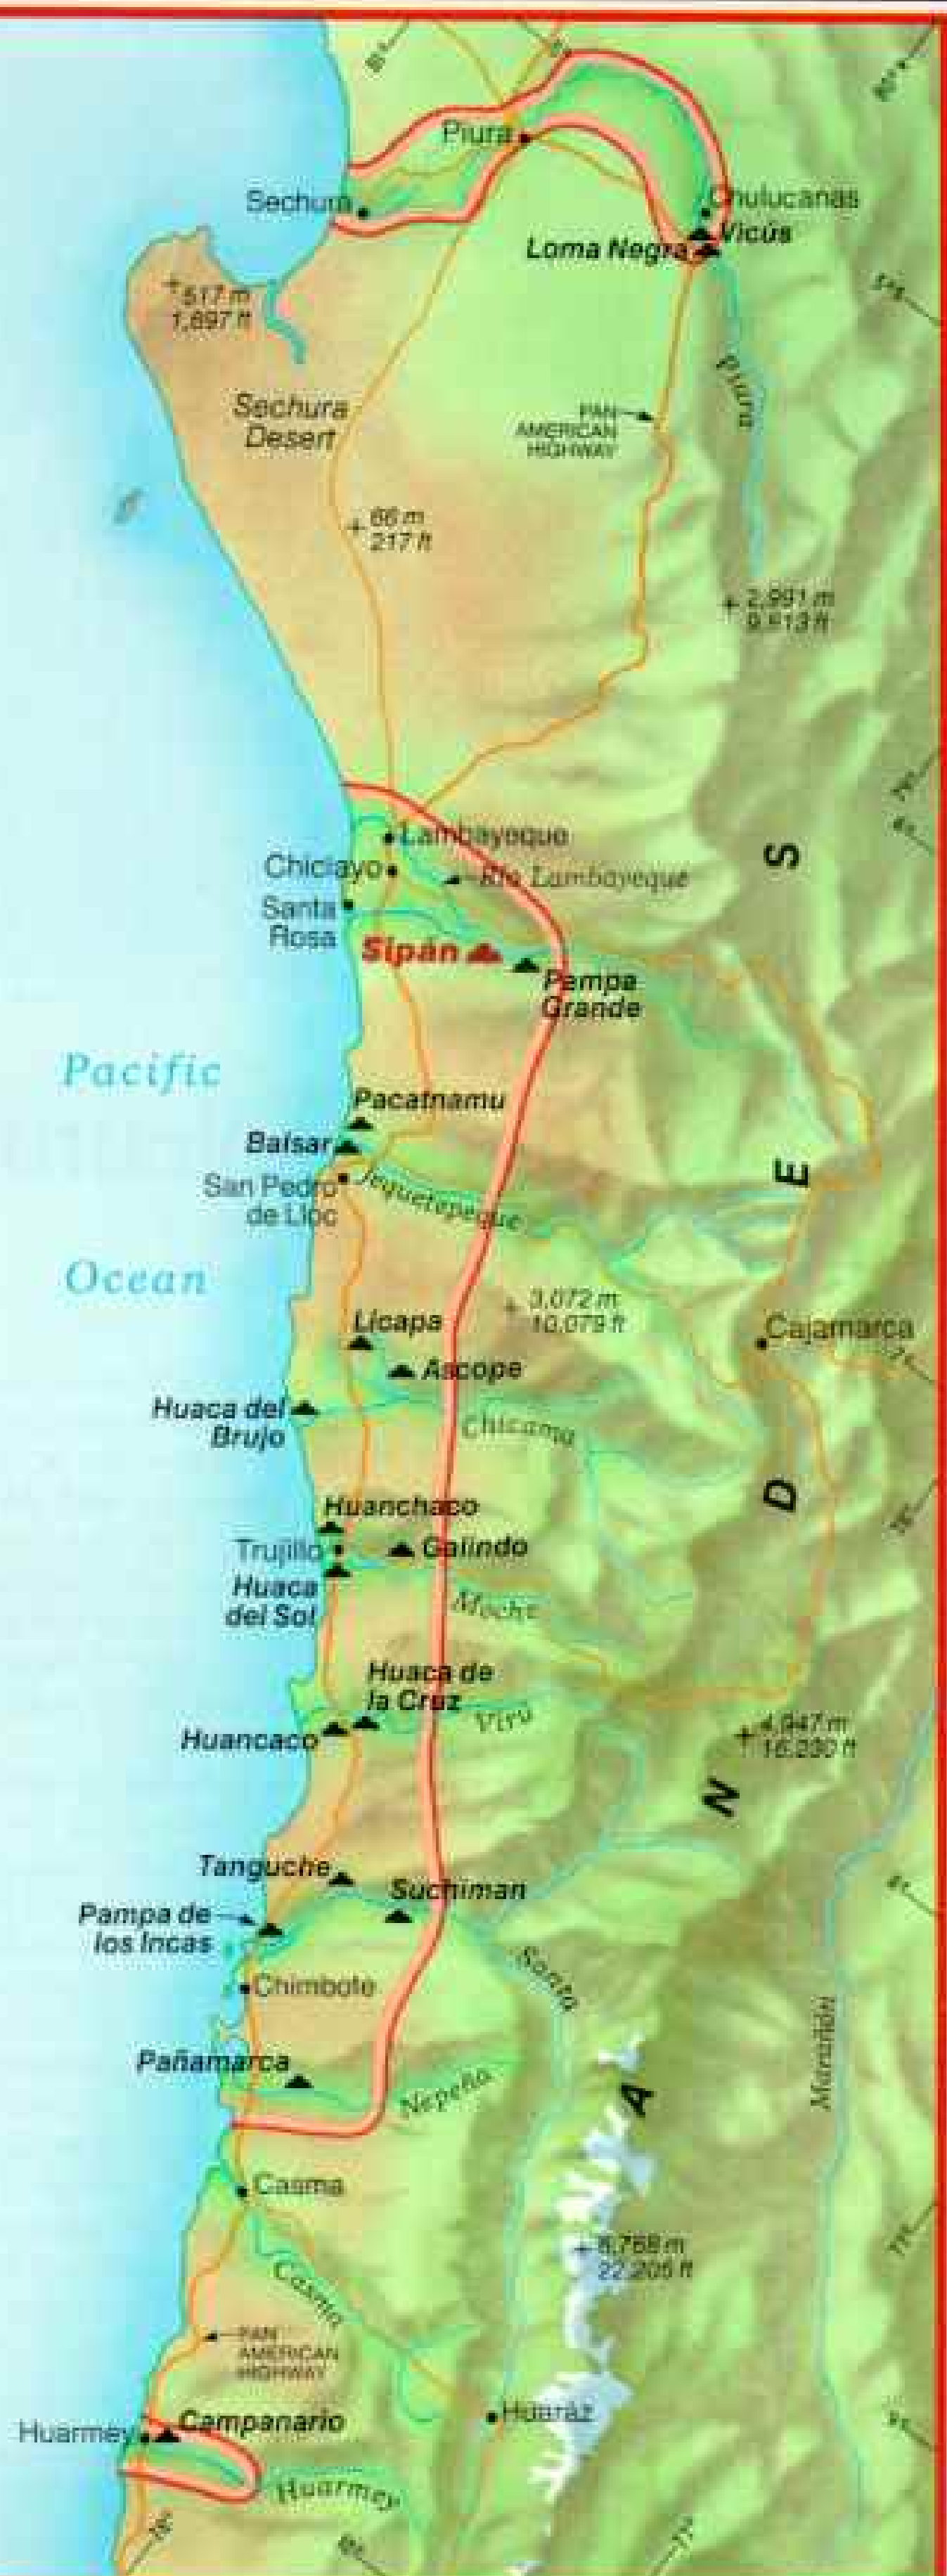 Piura
Sechura
Chulucanas
Vicús
Loma Negra
517 m
1,697 ft
Piura
Sechura
Desert
PAN
AMERICAN
HIGHWAY
66 m
217 ft
2,991 m
9,813 ft
Lambayeque
Chiclayo
Río Lambayeque
Santa
Rosa
Sipán
Pampa
Grande
S
Pacific
Pacatnamu
Balsar
San Pedro
de Lloc
Jequetepeque
E
Ocean
3,072 m
10,079 ft
Licapa
Cajamarca
Ascope
Huaca del
Brujo
Chicama
D
Huanchaco
Trujillo
Galindo
Huaca
del Sol
Moche
Huaca de
la Cruz
Virú
Huancaco
4,947 m
16,230 ft
N
Tanguche
Suchiman
Pampa de
los Incas
Santa
Chimbote
Marañón
Pañamarca
Nepeña
A
Casma
6,768 m
22,205 ft
Casma
PAN
AMERICAN
HIGHWAY
Huaráz
Campanario
Huarmey
Huarmey